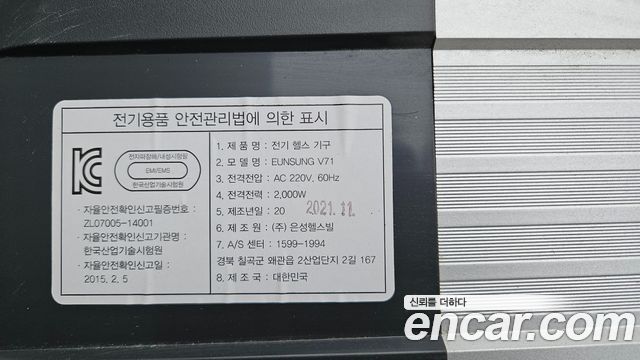 전기용품 안전관리법에 의한 표시
전자파장해/내성시험원
EMI/EMS
한국산업기술시험원
· 자율안전확인신고필증번호:
ZL07005-14001
· 자율안전확인신고기관명 :
한국산업기술시험원
· 자율안전확인신고일 :
2015. 2. 5
1. 제 품 명 : 전기 헬스 기구
2. 모 델 명 : EUNSUNG V71
3. 전격전압 : AC 220V, 60Hz
4. 전격전력 : 2,000W
5. 제조년일 : 20 2021.11.
6. 제 조 원 : (주) 은성헬스빌
7. A/S 센터 : 1599-1994
경북 칠곡군 왜관읍 2산업단지 2길 167
8. 제 조 국 : 대한민국
신뢰를 더하다
encar.com